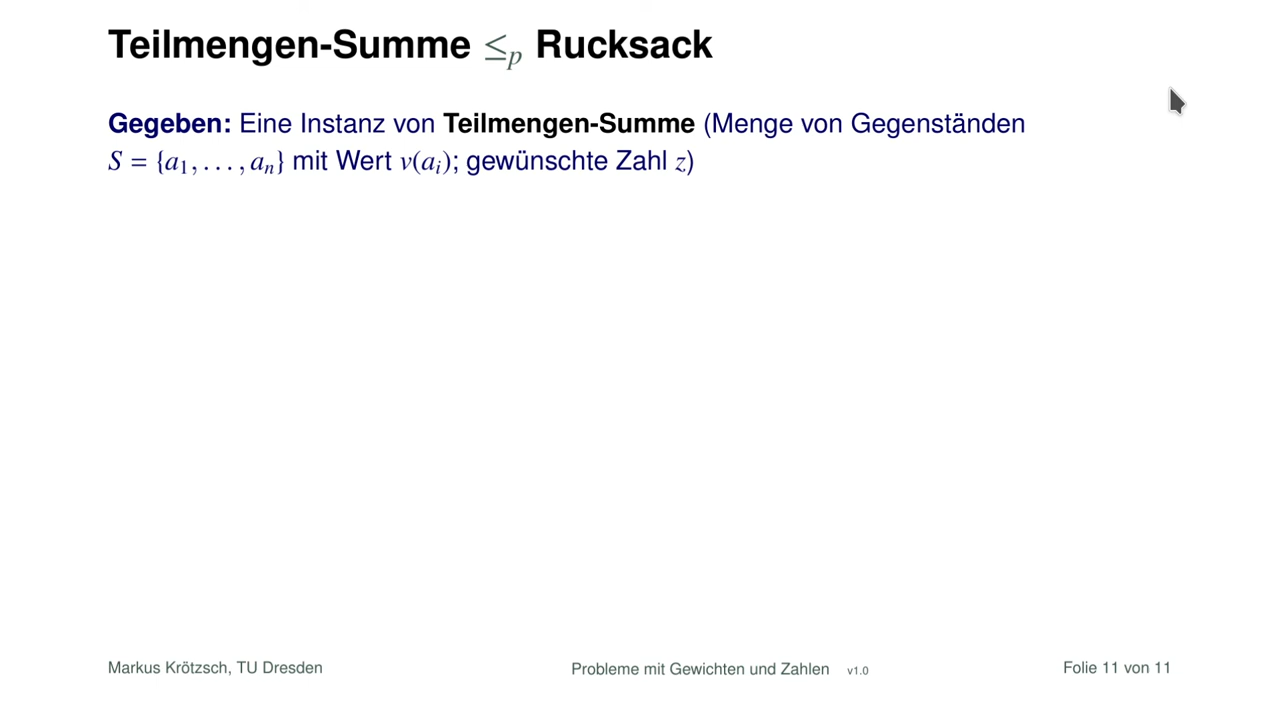 Teilmengen-Summe ≤ₚ Rucksack
Gegeben: Eine Instanz von Teilmengen-Summe (Menge von Gegenständen
S = {a₁, . . . , aₙ} mit Wert v(aᵢ); gewünschte Zahl z)
Markus Krötzsch, TU Dresden
Probleme mit Gewichten und Zahlen v1.0
Folie 11 von 11